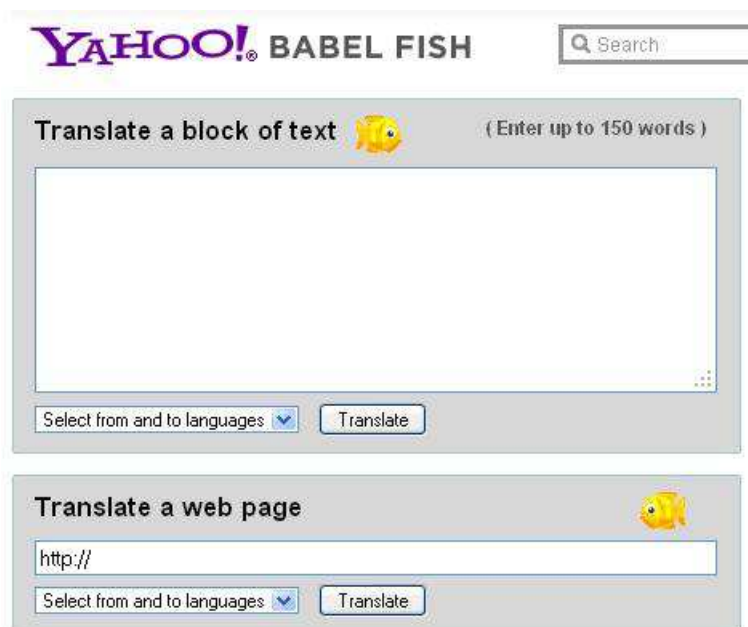 YAHOO!® BABEL FISH
Search
Translate a block of text
( Enter up to 150 words )
Select from and to languages
Translate
Translate a web page
http://
Select from and to languages
Translate